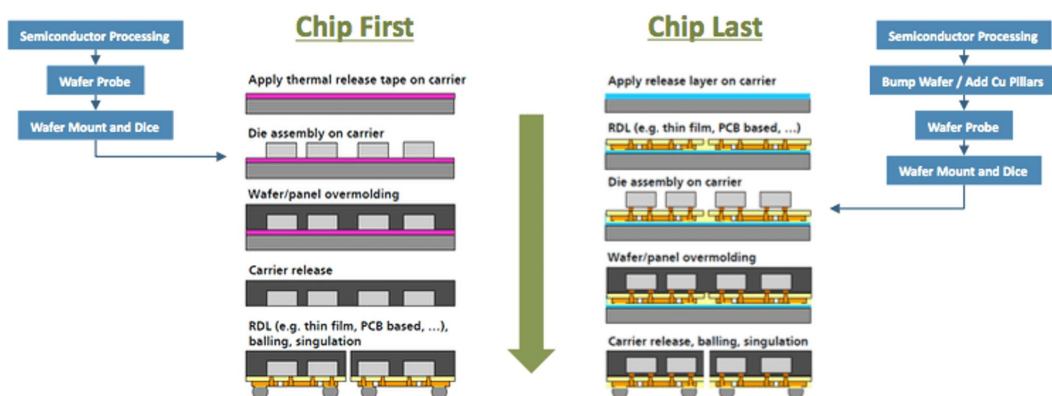 Chip First
Chip Last
Semiconductor Processing
Wafer Probe
Wafer Mount and Dice
Apply thermal release tape on carrier
Die assembly on carrier
Wafer/panel overmolding
Carrier release
RDL (e.g. thin film, PCB based, ...),
balling, singulation
Apply release layer on carrier
RDL (e.g. thin film, PCB based, ...)
Die assembly on carrier
Wafer/panel overmolding
Carrier release, balling, singulation
Semiconductor Processing
Bump Wafer / Add Cu Pillars
Wafer Probe
Wafer Mount and Dice